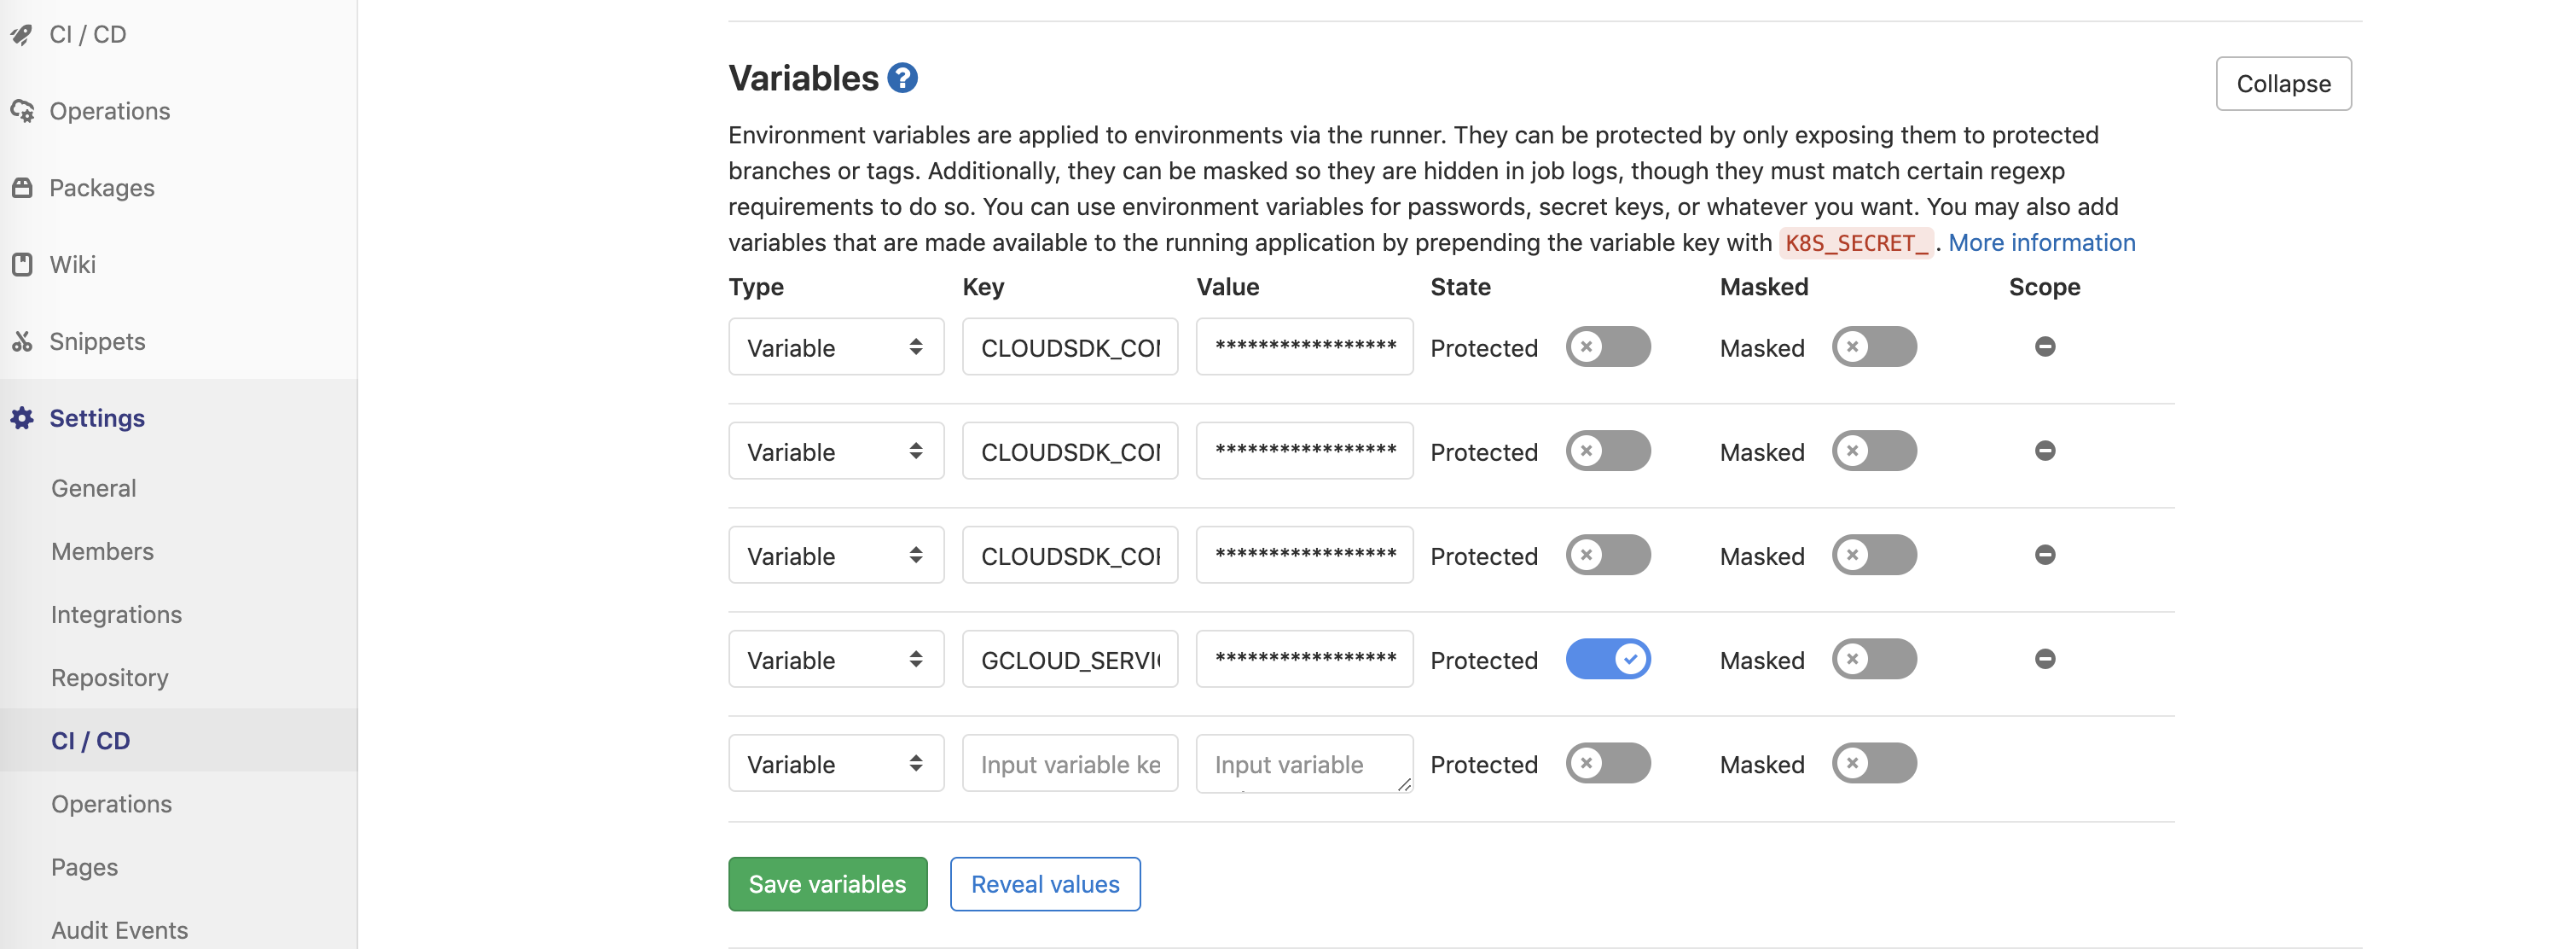 CI / CD
Operations
Packages
Wiki
Snippets
Settings
General
Members
Integrations
Repository
CI / CD
Operations
Pages
Audit Events
Variables ?
Collapse
Environment variables are applied to environments via the runner. They can be protected by only exposing them to protected
branches or tags. Additionally, they can be masked so they are hidden in job logs, though they must match certain regexp
requirements to do so. You can use environment variables for passwords, secret keys, or whatever you want. You may also add
variables that are made available to the running application by prepending the variable key with K8S_SECRET_. More information
Type Key Value State Masked Scope
Variable CLOUDSDK_CON ***************** Protected Masked
Variable CLOUDSDK_CON ***************** Protected Masked
Variable CLOUDSDK_COR ***************** Protected Masked
Variable GCLOUD_SERVIC ***************** Protected Masked
Variable Input variable ke Input variable Protected Masked
Save variables Reveal values